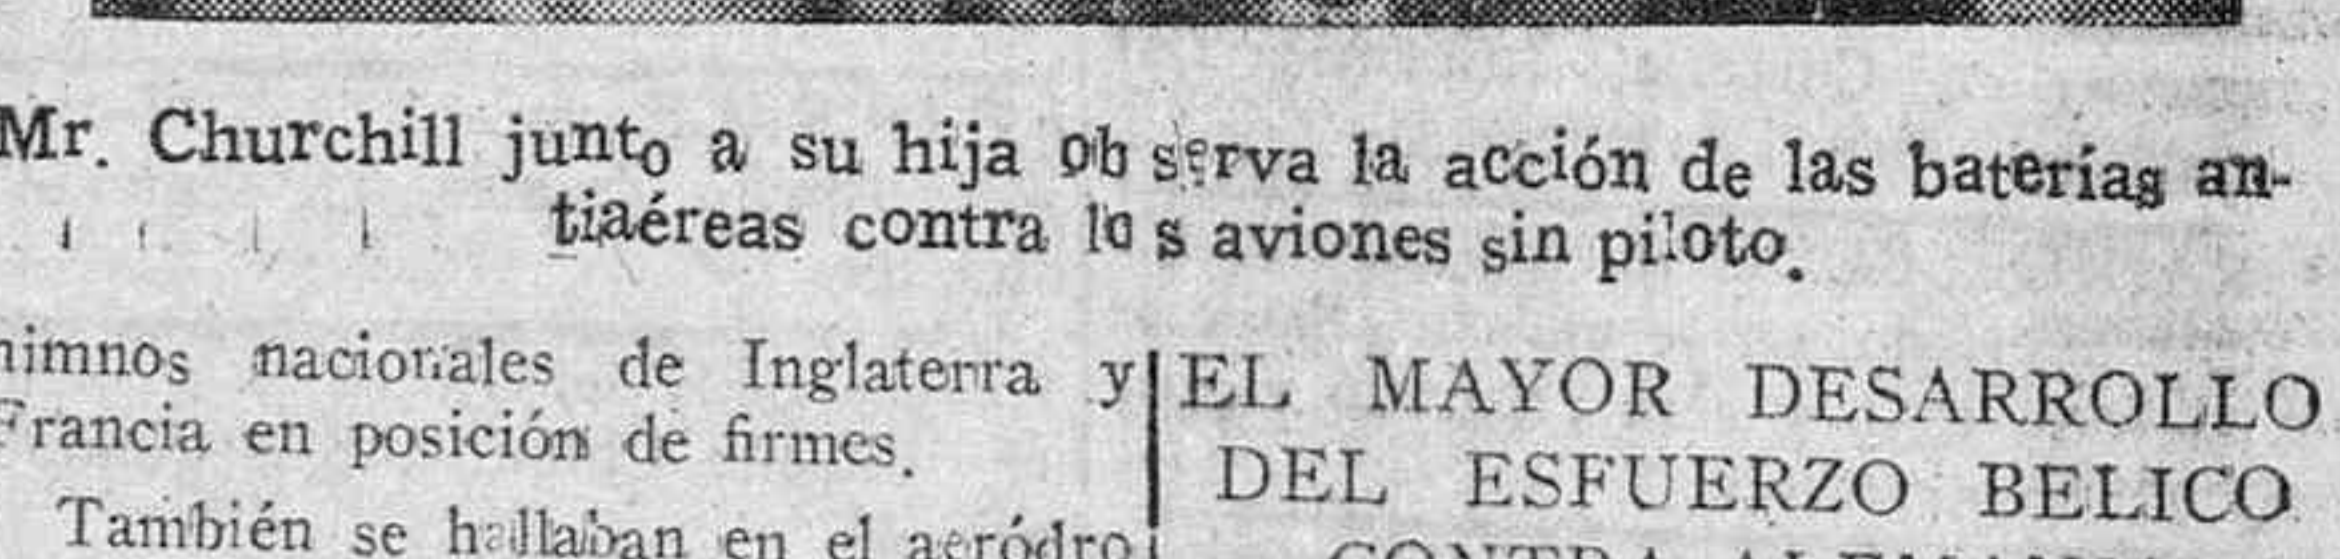 Mr. Churchill junto a su hija observa la acción de las baterías an-
tiaéreas contra los aviones sin piloto.
himnos nacionales de Inglaterra y
Francia en posición de firmes.
También se hallaban en el aeródro
EL MAYOR DESARROLLO
DEL ESFUERZO BELICO
CONTRA